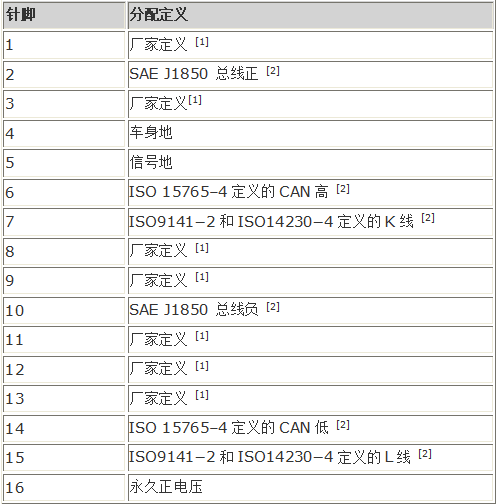 针脚 分配定义
1 厂家定义 [1]
2 SAE J1850 总线正 [2]
3 厂家定义[1]
4 车身地
5 信号地
6 ISO 15765–4 定义的 CAN 高 [2]
7 ISO9141−2 和 ISO14230−4 定义的 K 线 [2]
8 厂家定义 [1]
9 厂家定义 [1]
10 SAE J1850 总线负 [2]
11 厂家定义 [1]
12 厂家定义 [1]
13 厂家定义 [1]
14 ISO 15765–4 定义的 CAN 低 [2]
15 ISO9141−2 和 ISO14230−4 定义的 L 线 [2]
16 永久正电压